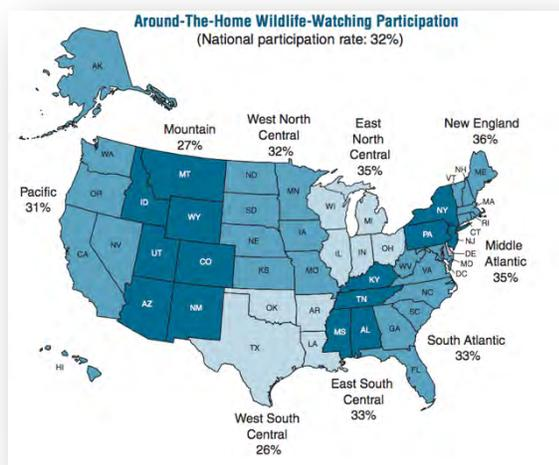 Around-The-Home Wildlife-Watching Participation
(National participation rate: 32%)
AK
Mountain
27%
West North
Central
32%
East
North
Central
35%
New England
36%
Pacific
31%
WA
OR
CA
NV
ID
MT
WY
UT
CO
AZ
NM
ND
SD
NE
KS
MN
IA
MO
WI
MI
IL
IN
OH
OK
AR
TX
LA
KY
TN
MS
AL
NY
PA
VT
NH
ME
MA
RI
CT
NJ
DE
MD
DC
Middle
Atlantic
35%
WV
VA
NC
SC
GA
FL
South Atlantic
33%
East South
Central
33%
West South
Central
26%
HI